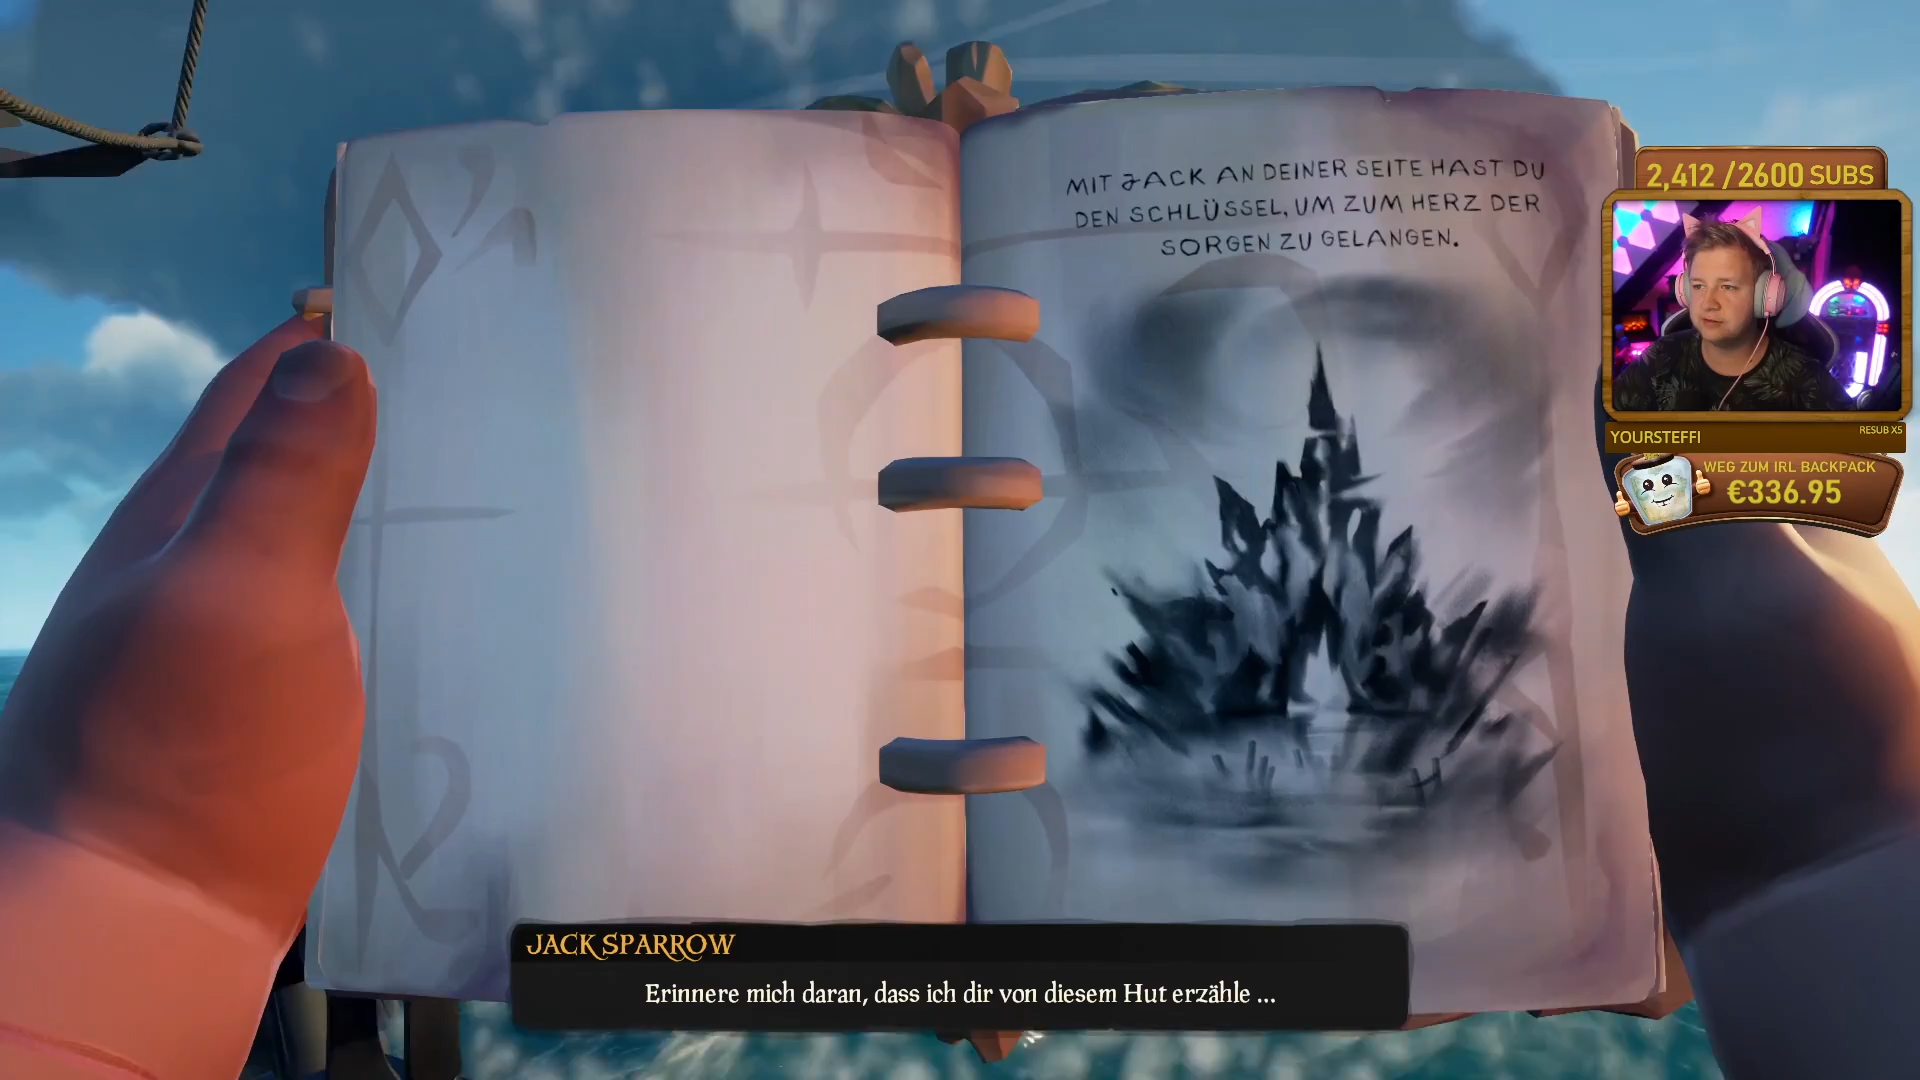 MIT JACK AN DEINER SEITE HAST DU
DEN SCHLÜSSEL, UM ZUM HERZ DER
SORGEN ZU GELANGEN.
2,412 /2600 SUBS
YOURSTEFFI
RESUB X5
WEG ZUM IRL BACKPACK
€336.95
JACK SPARROW
Erinnere mich daran, dass ich dir von diesem Hut erzähle ...